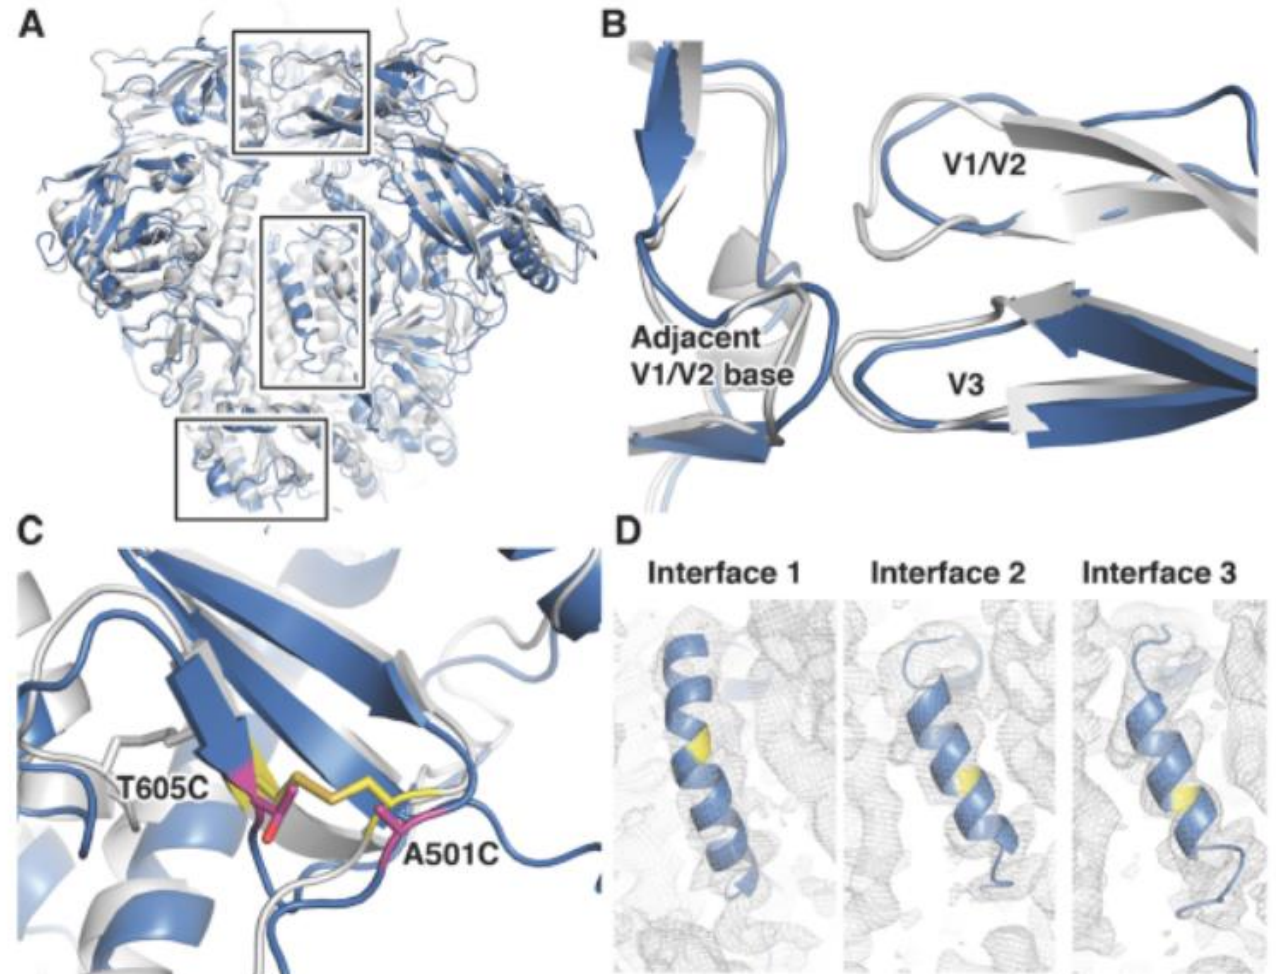 A
B
V1/V2
Adjacent
V1/V2 base
V3
C
D
Interface 1
Interface 2
Interface 3
T605C
A501C